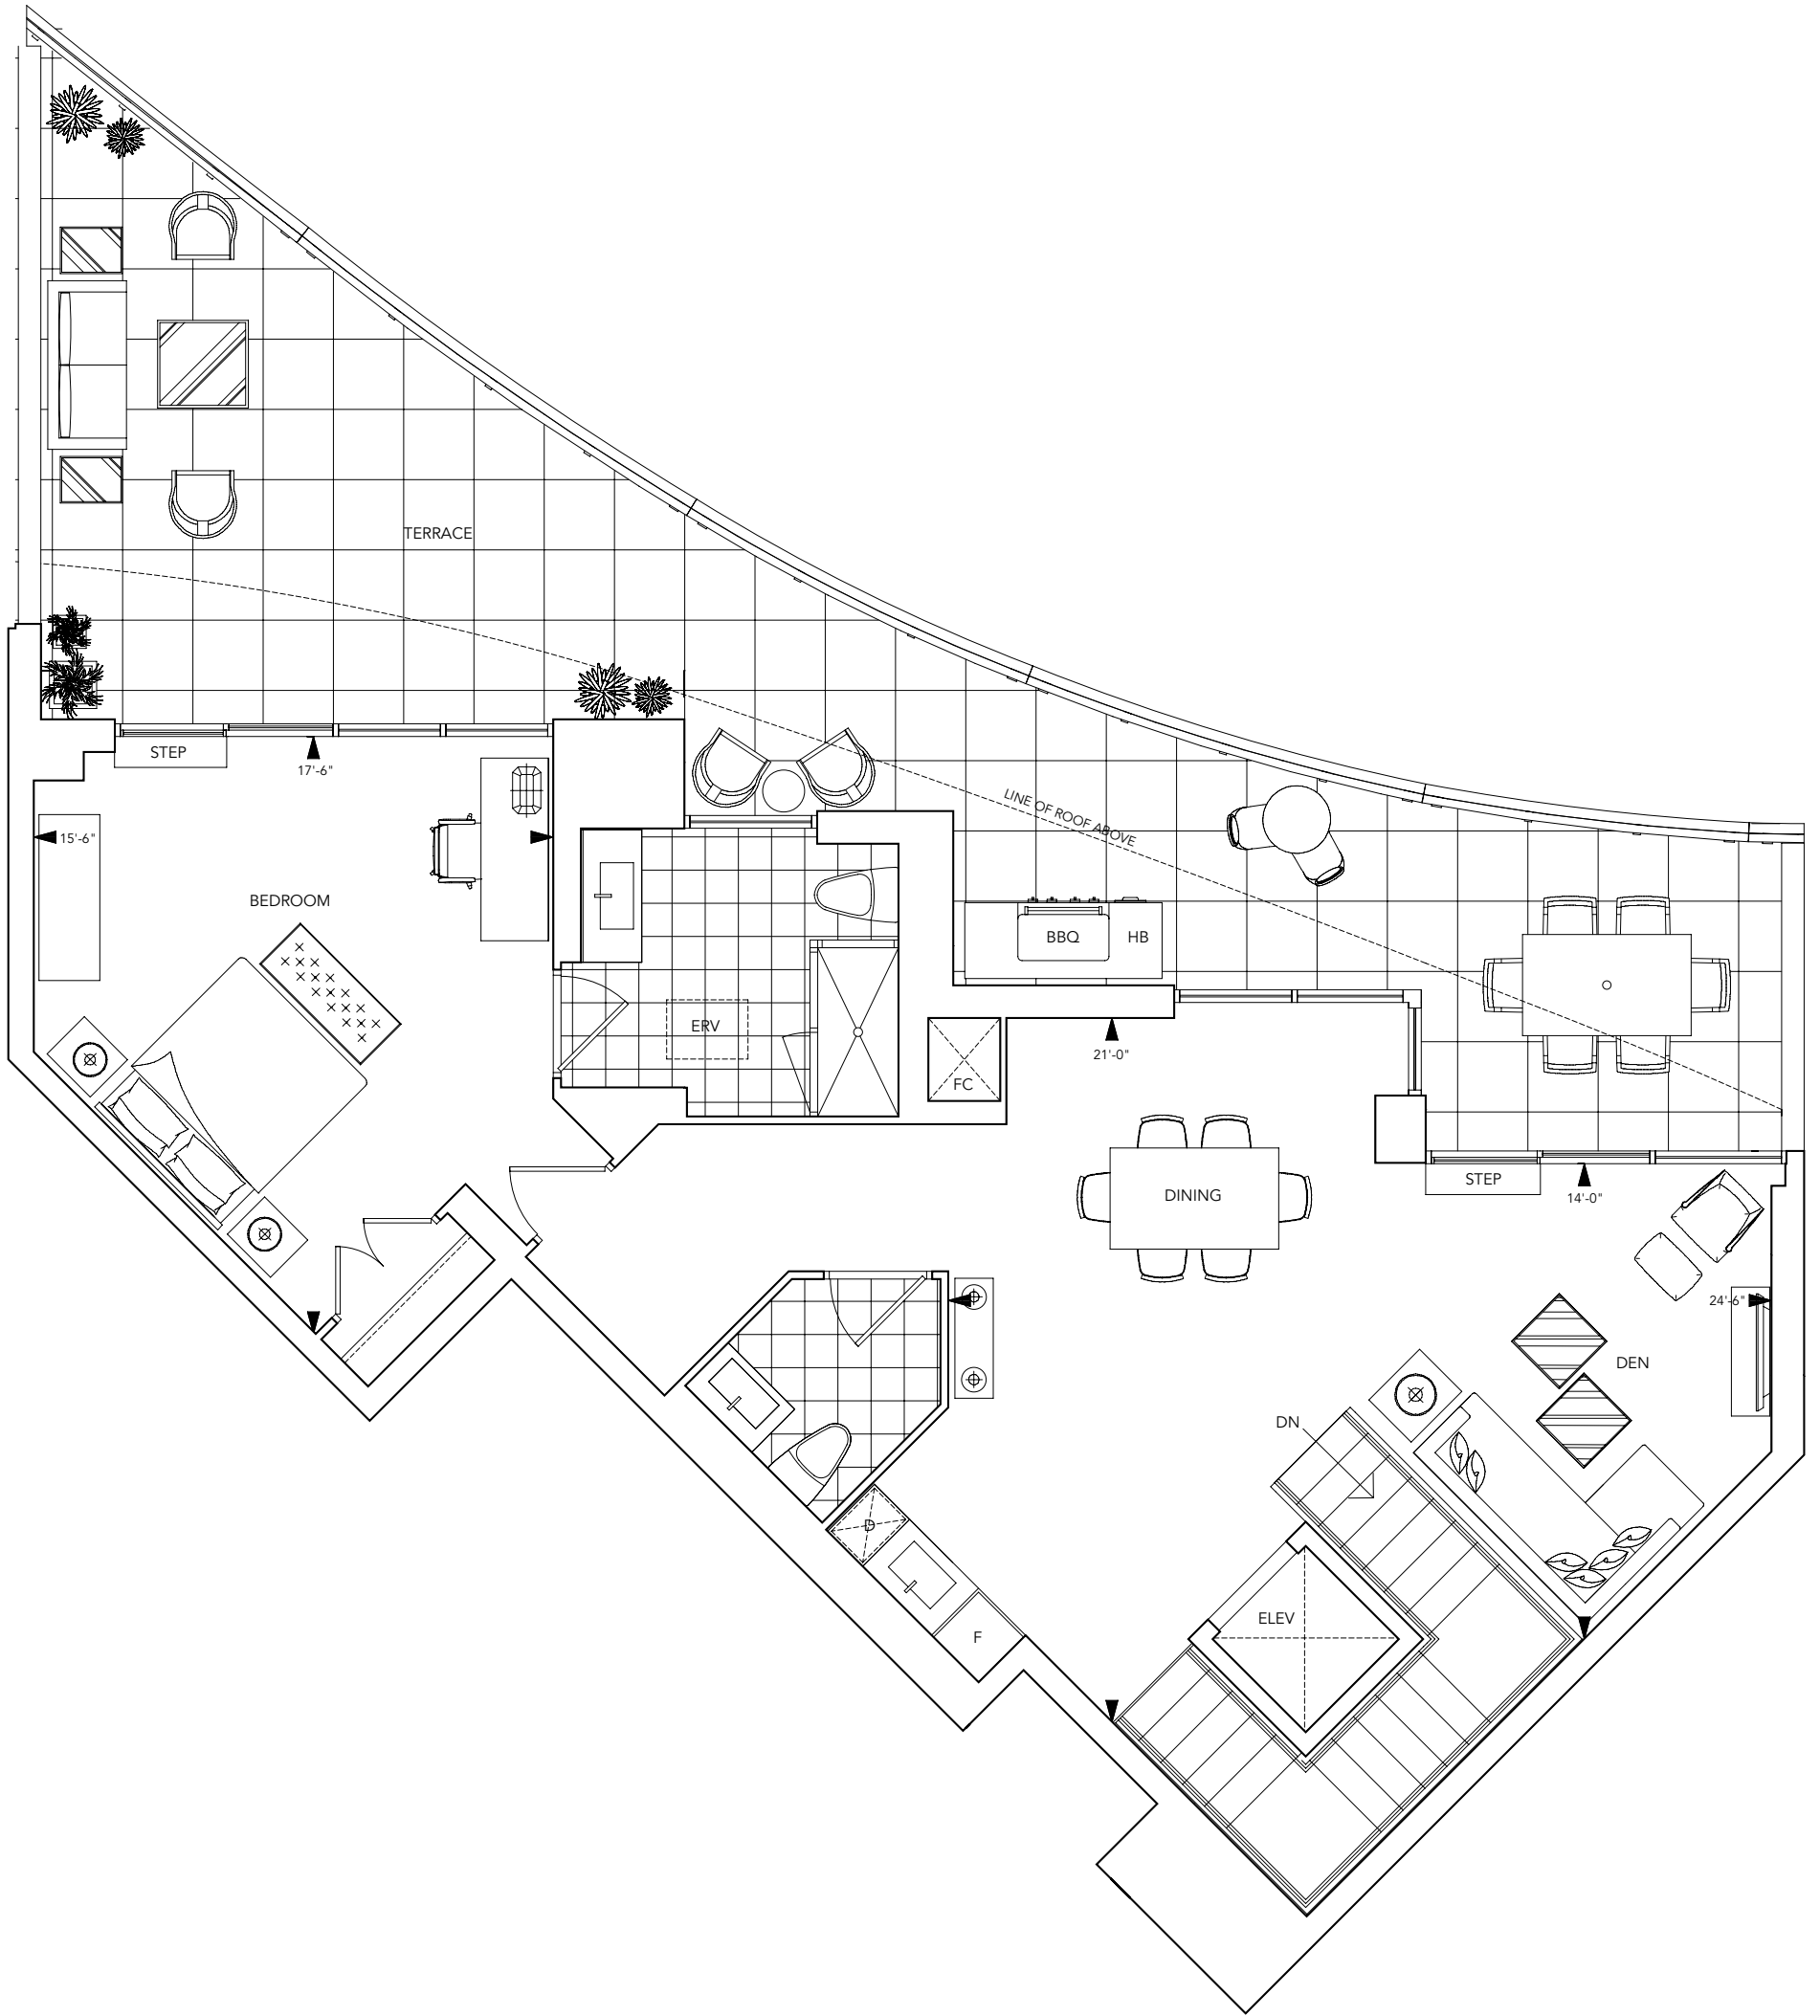 TERRACE
STEP
17'-6"
LINE OF ROOF ABOVE
15'-6"
BEDROOM
BBQ
HB
ERV
21'-0"
FC
STEP
14'-0"
DINING
24'-6"
DEN
DN
D
ELEV
F